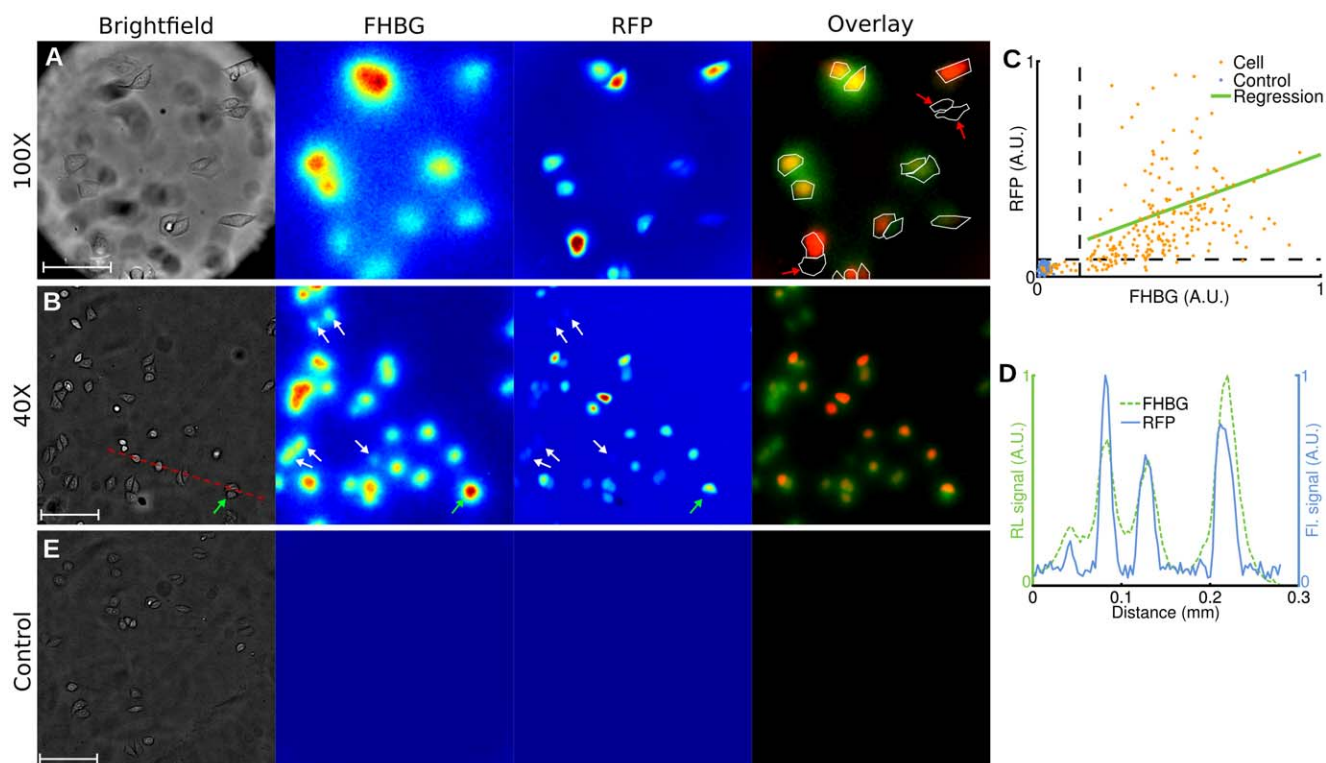 Brightfield FHBG RFP Overlay
A
100X
B
40X
E
Control
C
1
RFP (A.U.)
0
0
FHBG (A.U.)
1
Cell
Control
Regression
D
1
RL signal (A.U.)
0
FHBG
RFP
1
Fl. signal (A.U.)
0
0 0.1 0.2 0.3
Distance (mm)